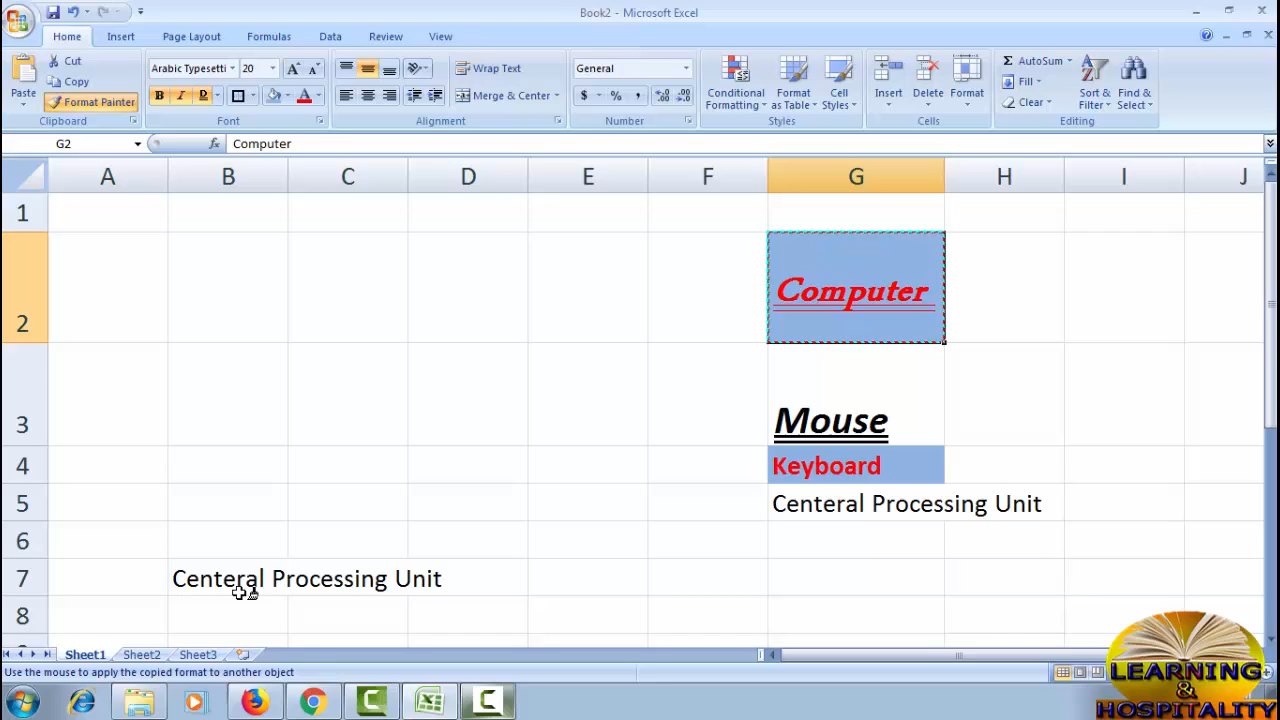 Book2 - Microsoft Excel
Home Insert Page Layout Formulas Data Review View
Paste
Cut
Copy
Format Painter
Clipboard
Arabic Typesetti 20
B I D
Font
Wrap Text
Merge & Center
Alignment
General
$ % ,
Number
Conditional Formatting
Format as Table
Cell Styles
Styles
Insert Delete Format
Cells
AutoSum
Fill
Clear
Sort & Filter
Find & Select
Editing
G2 fx Computer
A B C D E F G H I J
1
2 Computer
3 Mouse
4 Keyboard
5 Centeral Processing Unit
6
7 Centeral Processing Unit
8
Sheet1 Sheet2 Sheet3
Use the mouse to apply the copied format to another object
LEARNING
&
HOSPITALITY